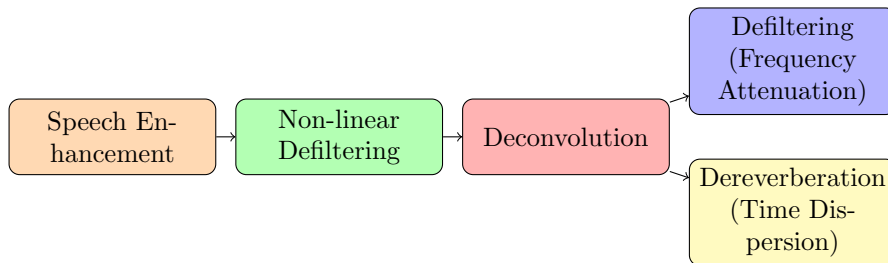 Speech En-
hancement
Non-linear
Defiltering
Deconvolution
Defiltering
(Frequency
Attenuation)
Dereverberation
(Time Dis-
persion)